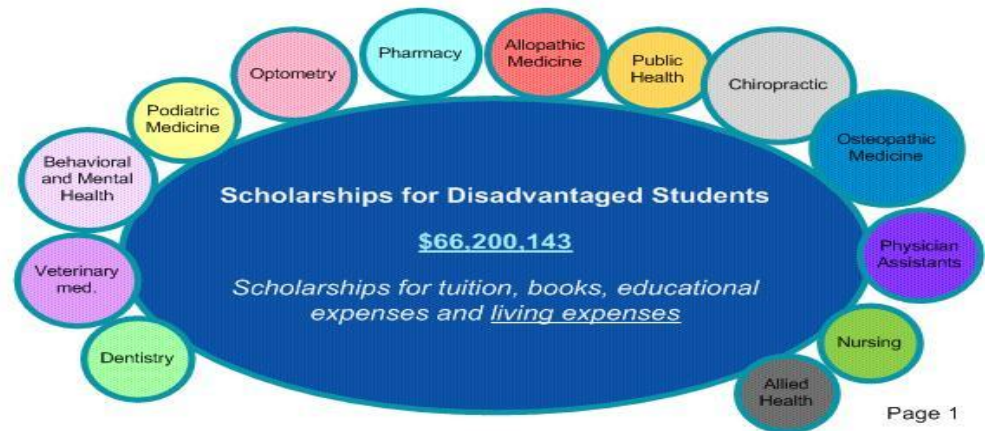 Pharmacy
Allopathic
Medicine
Public
Health
Optometry
Chiropractic
Podiatric
Medicine
Osteopathic
Medicine
Behavioral
and Mental
Health
Scholarships for Disadvantaged Students
$66,200,143
Physician
Assistants
Veterinary
med.
Scholarships for tuition, books, educational
expenses and living expenses
Nursing
Dentistry
Allied
Health
Page 1